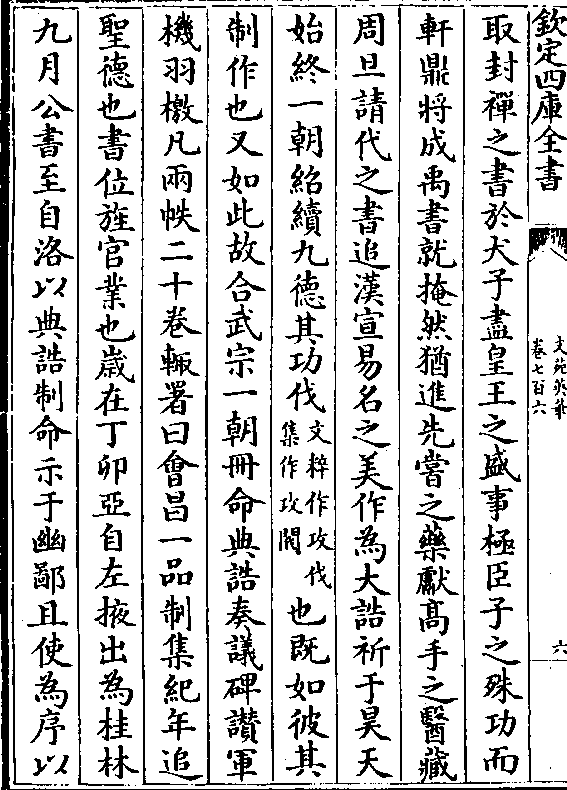 欽定四庫全書
文苑英華
卷七百六
六
取封禪之書於犬子盡皇王之盛事極臣子之殊功而
軒鼎將成禹書就掩然猶進先嘗之藥獻髙手之醫藏
周旦請代之書追漢宣易名之美作為大誥祈于昊天
始終一朝紹續九德其功伐文粹作攻伐集作攻閥也既如彼其
制作也又如此故合武宗一朝冊命典誥奏議碑讚軍
機羽檄凡兩帙二十卷輙署曰會昌一品制集紀年追
聖德也書位旌官業也嵗在丁卯亞自左掖出為桂林
九月公書至自洛以典誥制命示于幽鄙且使為序以